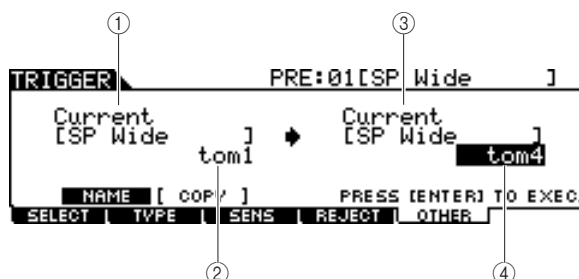 ① ③
TRIGGER PRE:01[SP Wide ]
Current Current
[SP Wide ] [SP Wide ]
tom1 tom4
NAME [ COPY ] PRESS [ENTER] TO EXEC.
SELECT TYPE SENS REJECT OTHER
② ④